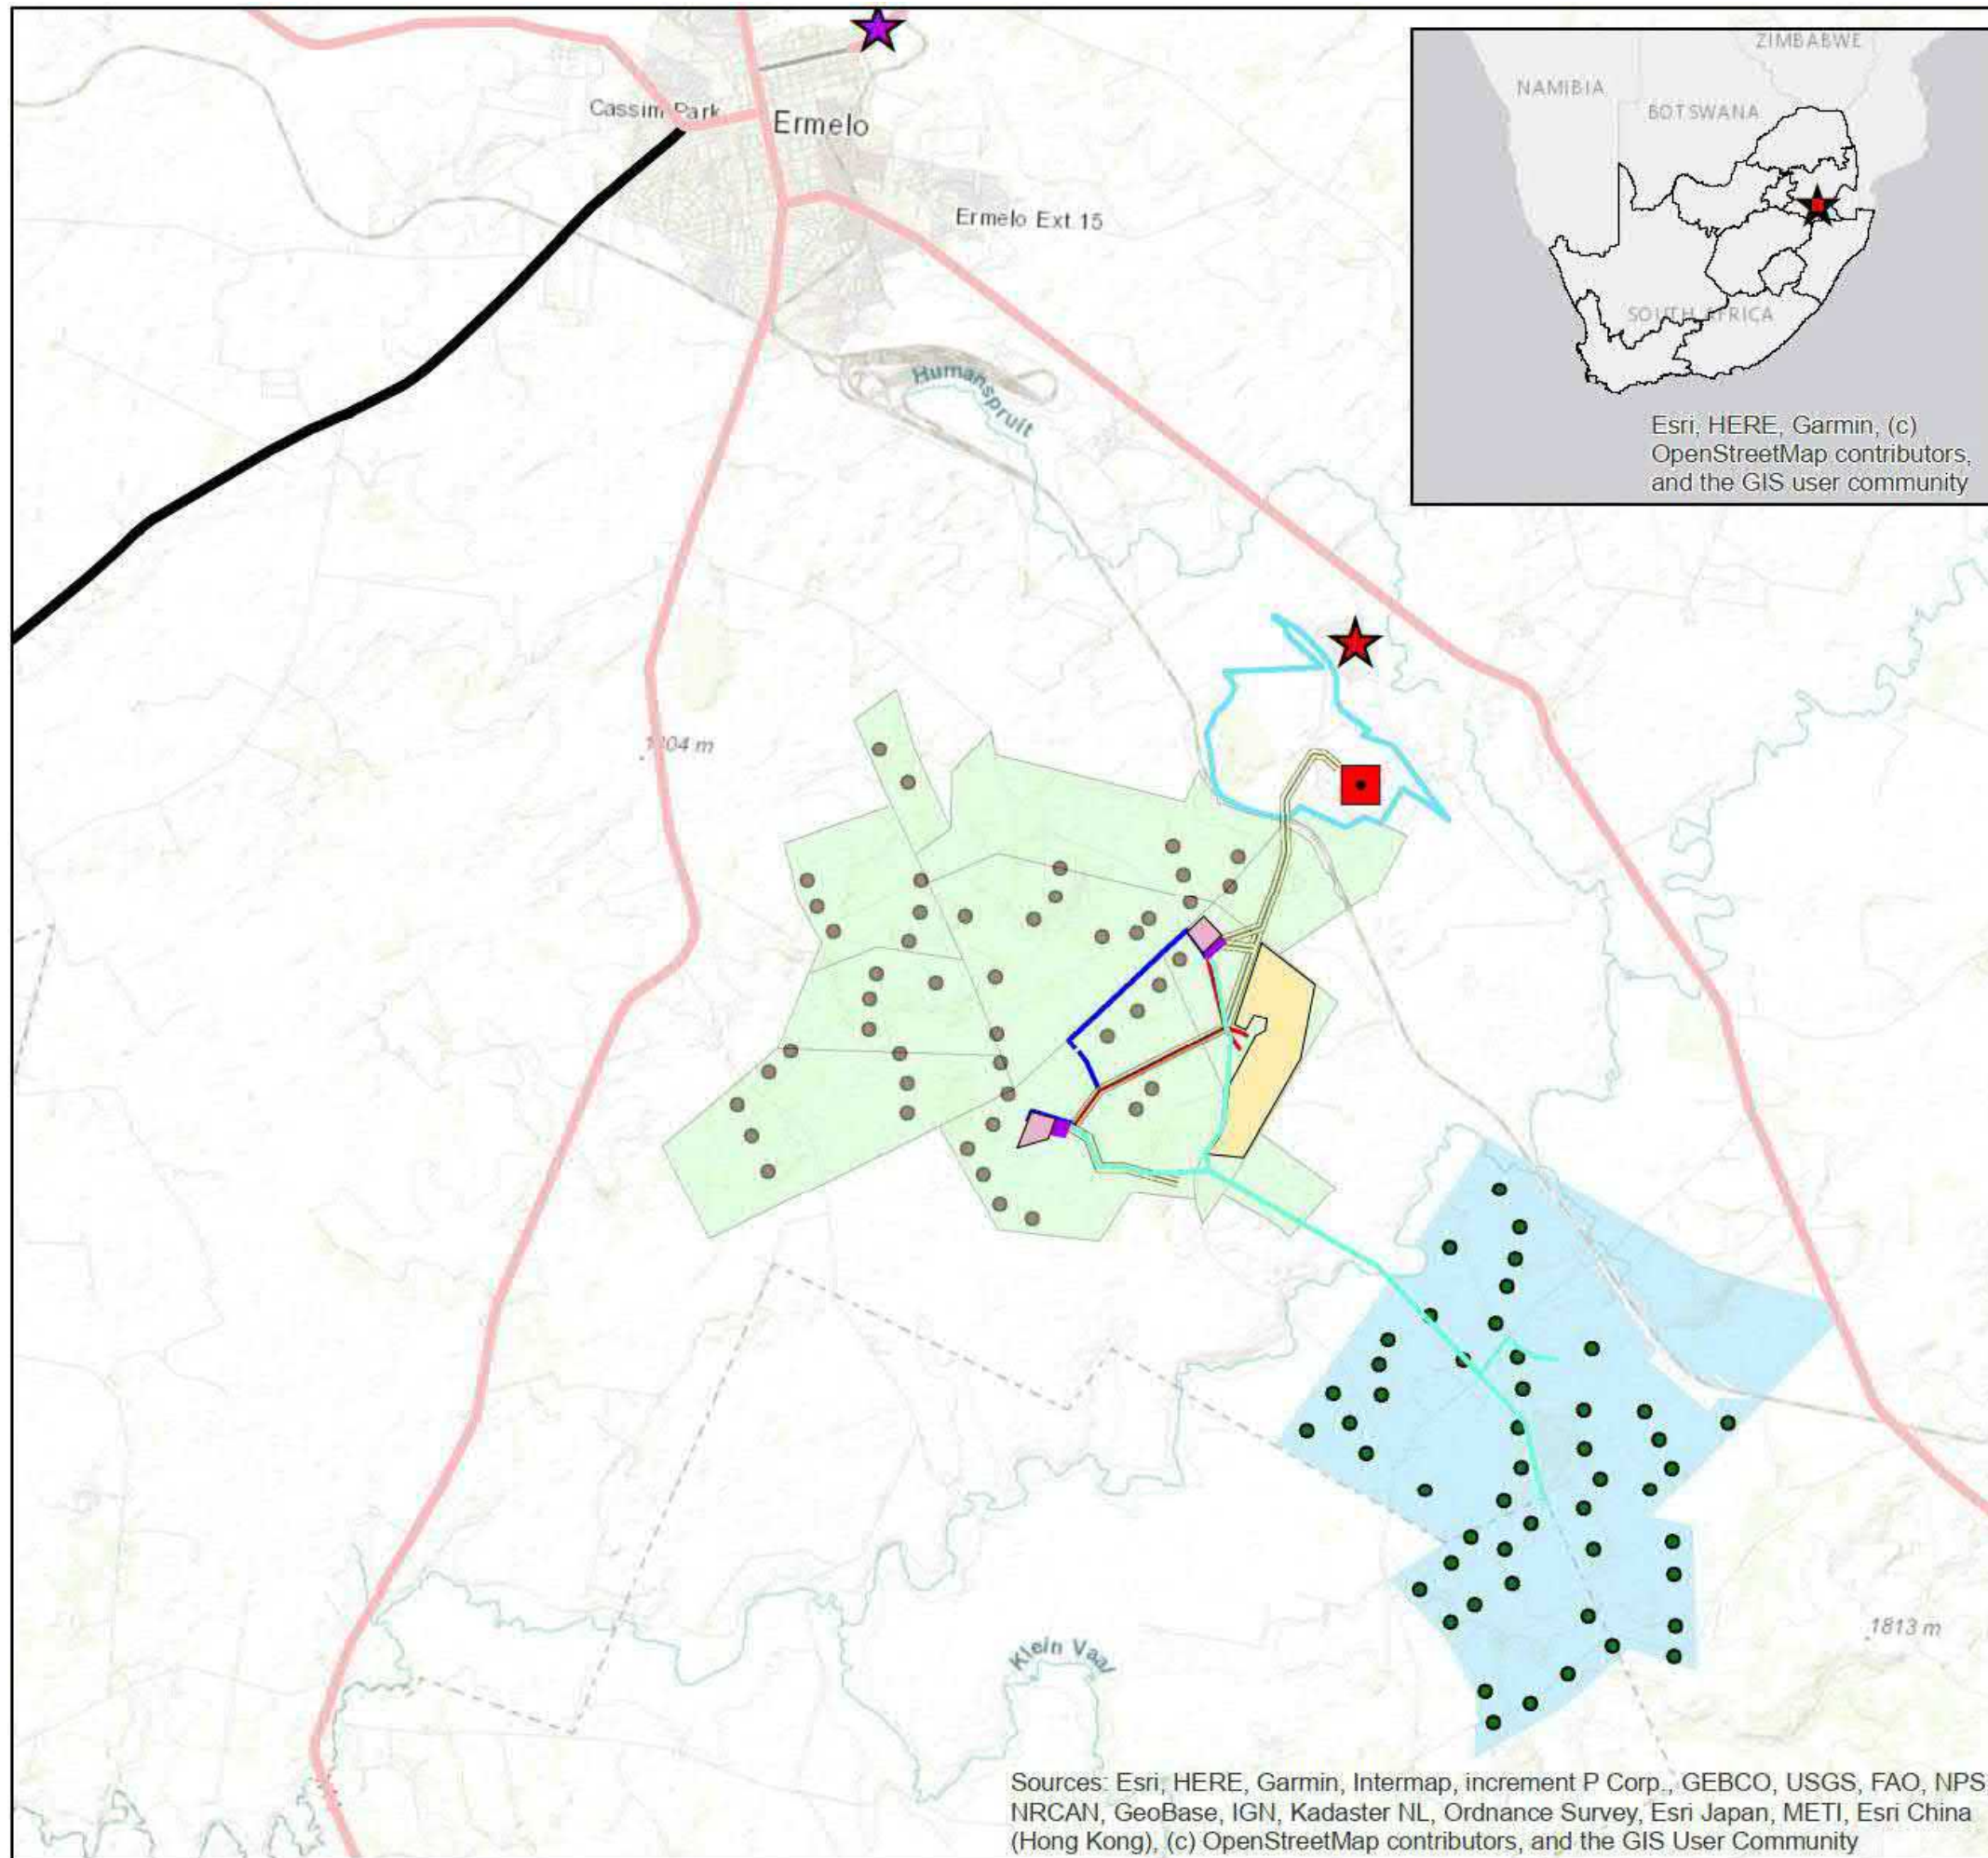 ZIMBABWE
NAMIBIA
BOTSWANA
SOUTH AFRICA
Esri, HERE, Garmin, (c)
OpenStreetMap contributors,
and the GIS user community
Cassim Park
Ermelo
Ermelo Ext 15
Humanspruit
1804 m
Klein Vaal
1813 m
Sources: Esri, HERE, Garmin, Intermap, increment P Corp., GEBCO, USGS, FAO, NPS
NRCAN, GeoBase, IGN, Kadaster NL, Ordnance Survey, Esri Japan, METI, Esri China
(Hong Kong), (c) OpenStreetMap contributors, and the GIS User Community